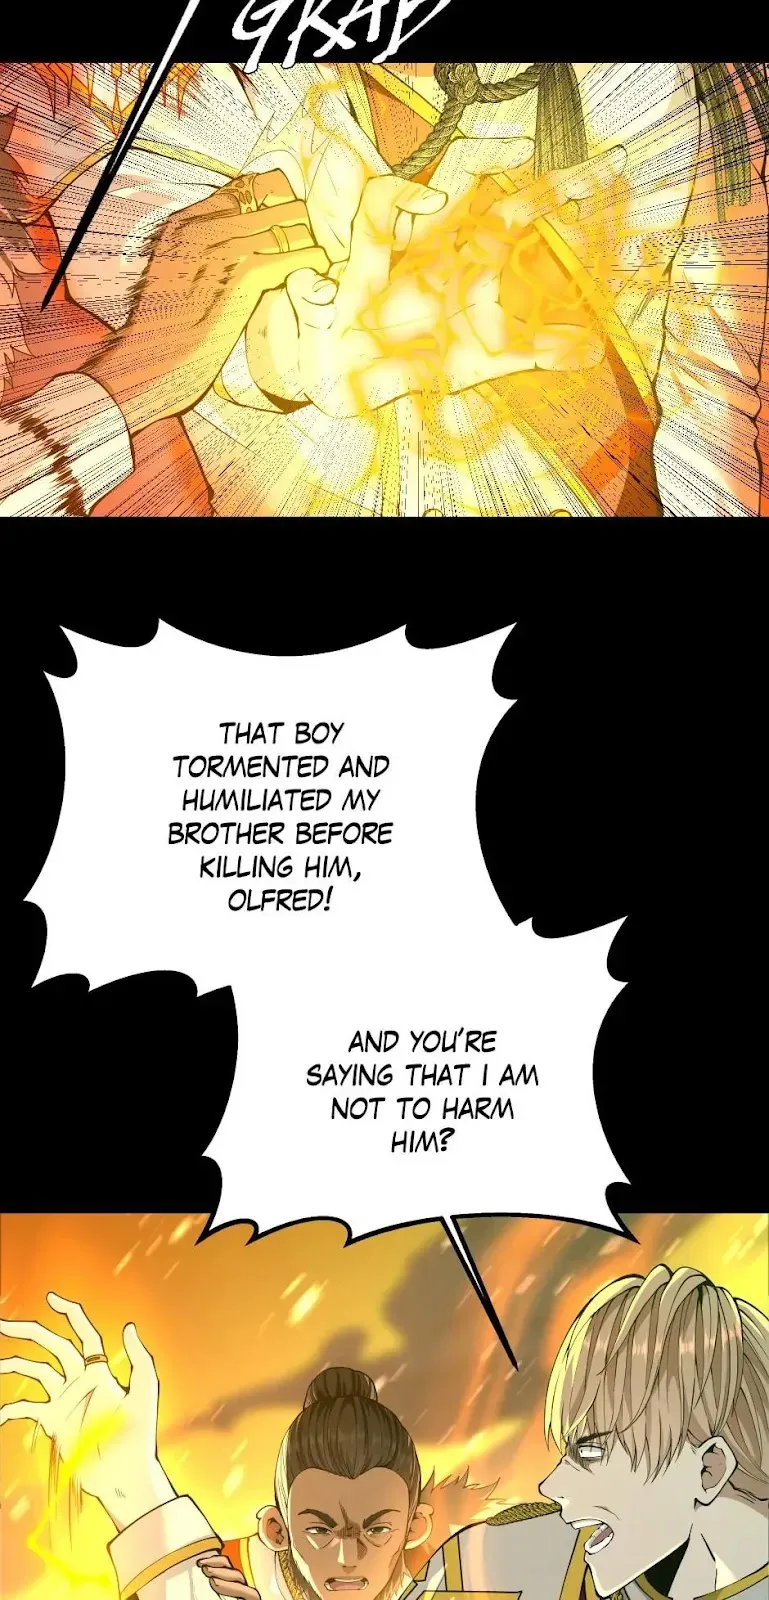 GRAB
THAT BOY
TORMENTED AND
HUMILIATED MY
BROTHER BEFORE
KILLING HIM,
OLFRED!
AND YOU'RE
SAYING THAT I AM
NOT TO HARM
HIM?